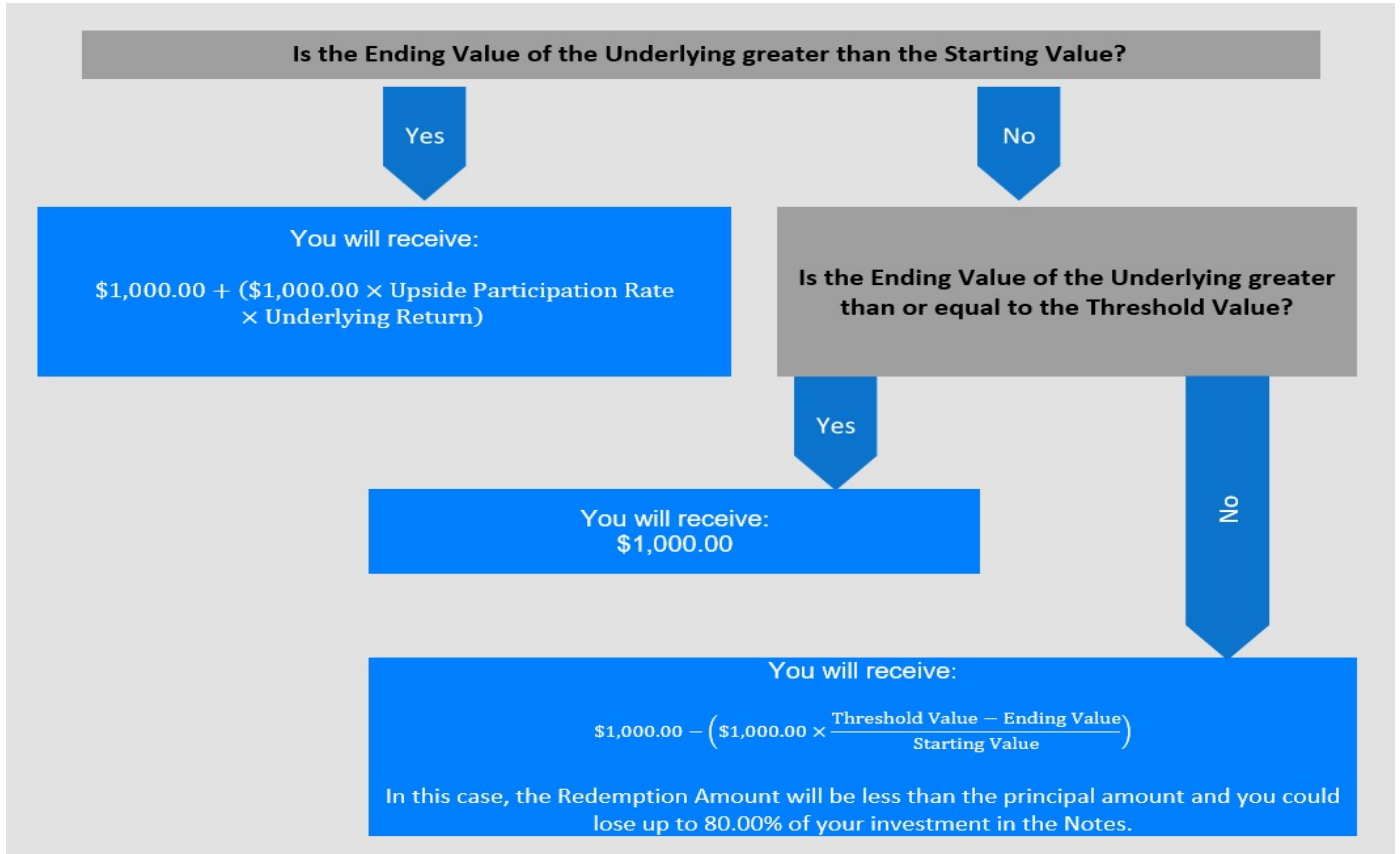 Is the Ending Value of the Underlying greater than the Starting Value?
Yes
No
You will receive:
$1,000.00 + ($1,000.00 × Upside Participation Rate
× Underlying Return)
Is the Ending Value of the Underlying greater
than or equal to the Threshold Value?
Yes
No
You will receive:
$1,000.00
You will receive:
$1,000.00 − ($1,000.00 × (Threshold Value − Ending Value) / Starting Value)
In this case, the Redemption Amount will be less than the principal amount and you could
lose up to 80.00% of your investment in the Notes.